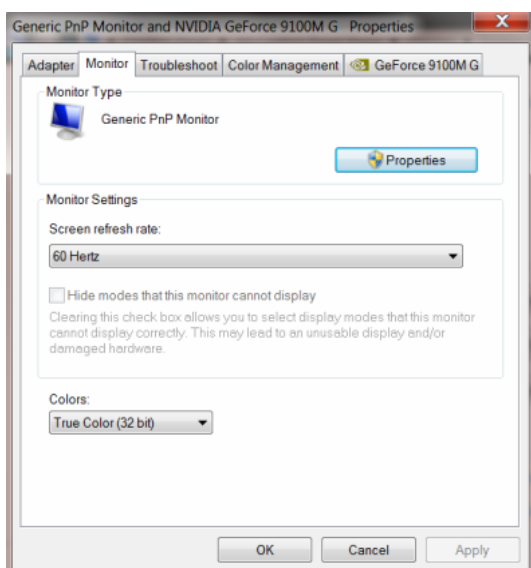 Generic PnP Monitor and NVIDIA GeForce 9100M G Properties
Adapter Monitor Troubleshoot Color Management GeForce 9100M G
Monitor Type
Generic PnP Monitor
Properties
Monitor Settings
Screen refresh rate:
60 Hertz
Hide modes that this monitor cannot display
Clearing this check box allows you to select display modes that this monitor
cannot display correctly. This may lead to an unusable display and/or
damaged hardware.
Colors:
True Color (32 bit)
OK Cancel Apply